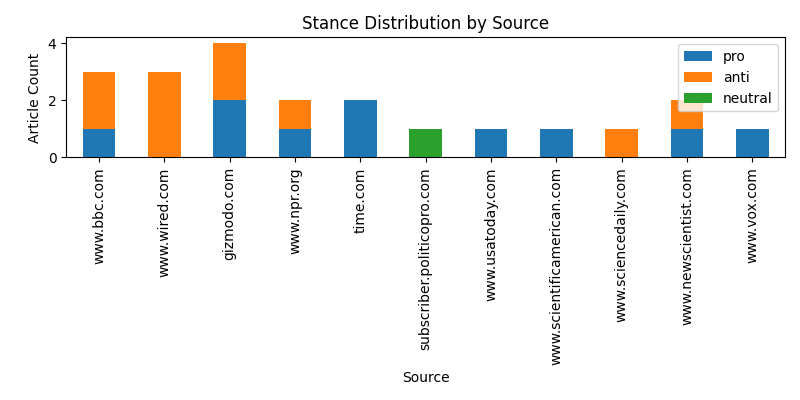 Stance Distribution by Source
Article Count
4
2
0
pro
anti
neutral
www.bbc.com
www.wired.com
gizmodo.com
www.npr.org
time.com
subscriber.politicopro.com
www.usatoday.com
www.scientificamerican.com
www.sciencedaily.com
www.newscientist.com
www.vox.com
Source